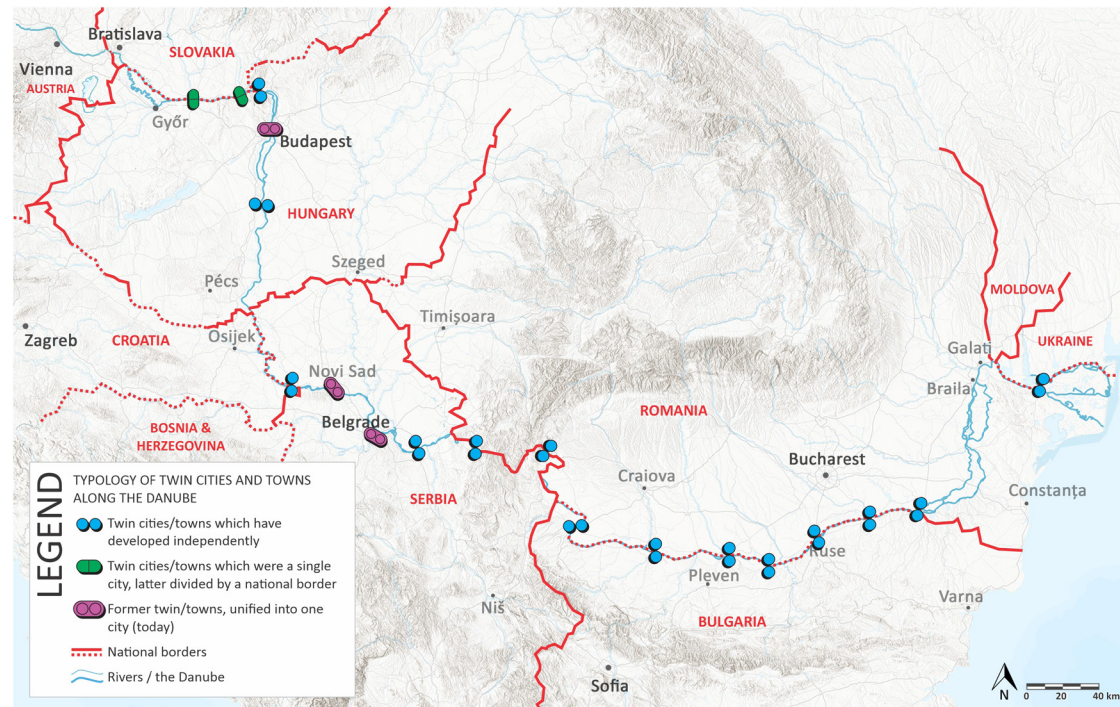 Bratislava
SLOVAKIA
Vienna
AUSTRIA
Győr
Budapest
HUNGARY
Szeged
Pécs
Timişoara
MOLDOVA
UKRAINE
Zagreb
CROATIA
Osijek
Galați
Novi Sad
Braila
ROMANIA
Belgrade
BOSNIA &
HERZEGOVINA
Bucharest
Craiova
Constanța
SERBIA
Ruse
Pleven
Niš
Varna
BULGARIA
Sofia
LEGEND
TYPOLOGY OF TWIN CITIES AND TOWNS
ALONG THE DANUBE
Twin cities/towns which have
developed independently
Twin cities/towns which were a single
city, latter divided by a national border
Former twin/towns, unified into one
city (today)
National borders
Rivers / the Danube
N
0 20 40 km